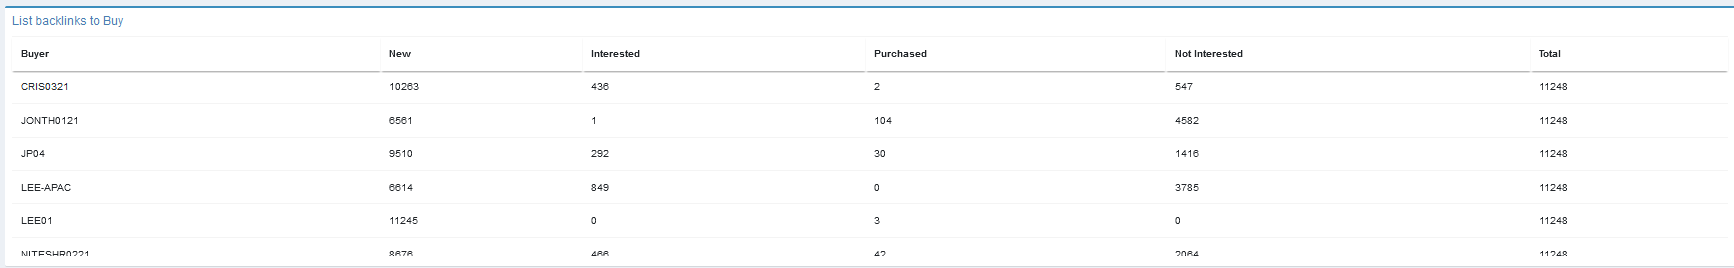 List backlinks to Buy
Buyer New Interested Purchased Not Interested Total
CRIS0321 10263 436 2 547 11248
JONTH0121 6561 1 104 4582 11248
JP04 9510 292 30 1416 11248
LEE-APAC 6614 849 0 3785 11248
LEE01 11245 0 3 0 11248
NITESHR0221 8676 466 42 2064 11248